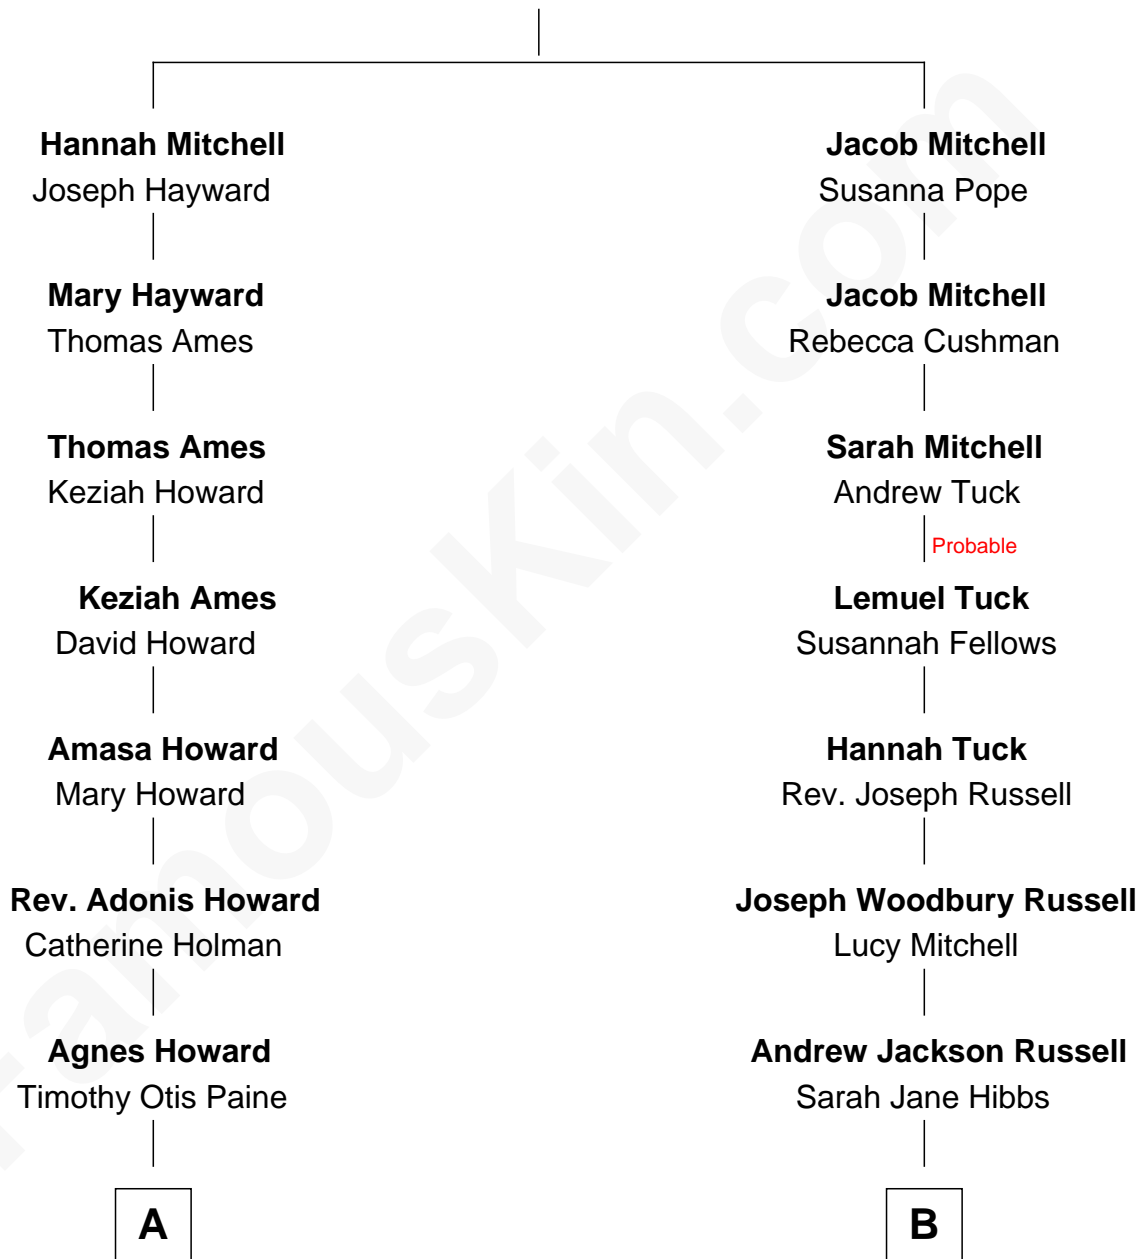 Hannah Mitchell
Joseph Hayward
Jacob Mitchell
Susanna Pope
Mary Hayward
Thomas Ames
Jacob Mitchell
Rebecca Cushman
Thomas Ames
Keziah Howard
Sarah Mitchell
Andrew Tuck
Probable
Keziah Ames
David Howard
Lemuel Tuck
Susannah Fellows
Amasa Howard
Mary Howard
Hannah Tuck
Rev. Joseph Russell
Rev. Adonis Howard
Catherine Holman
Joseph Woodbury Russell
Lucy Mitchell
Agnes Howard
Timothy Otis Paine
Andrew Jackson Russell
Sarah Jane Hibbs
A
B
FamousKin.com